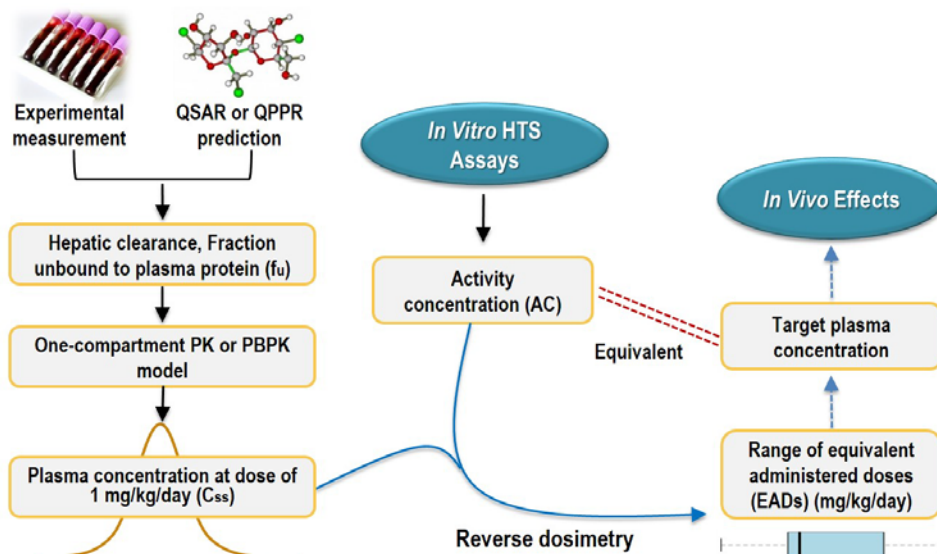 Experimental
measurement
QSAR or QPPR
prediction
Hepatic clearance, Fraction
unbound to plasma protein (fu)
One-compartment PK or PBPK
model
Plasma concentration at dose of
1 mg/kg/day (Css)
In Vitro HTS
Assays
Activity
concentration (AC)
Equivalent
Reverse dosimetry
In Vivo Effects
Target plasma
concentration
Range of equivalent
administered doses
(EADs) (mg/kg/day)